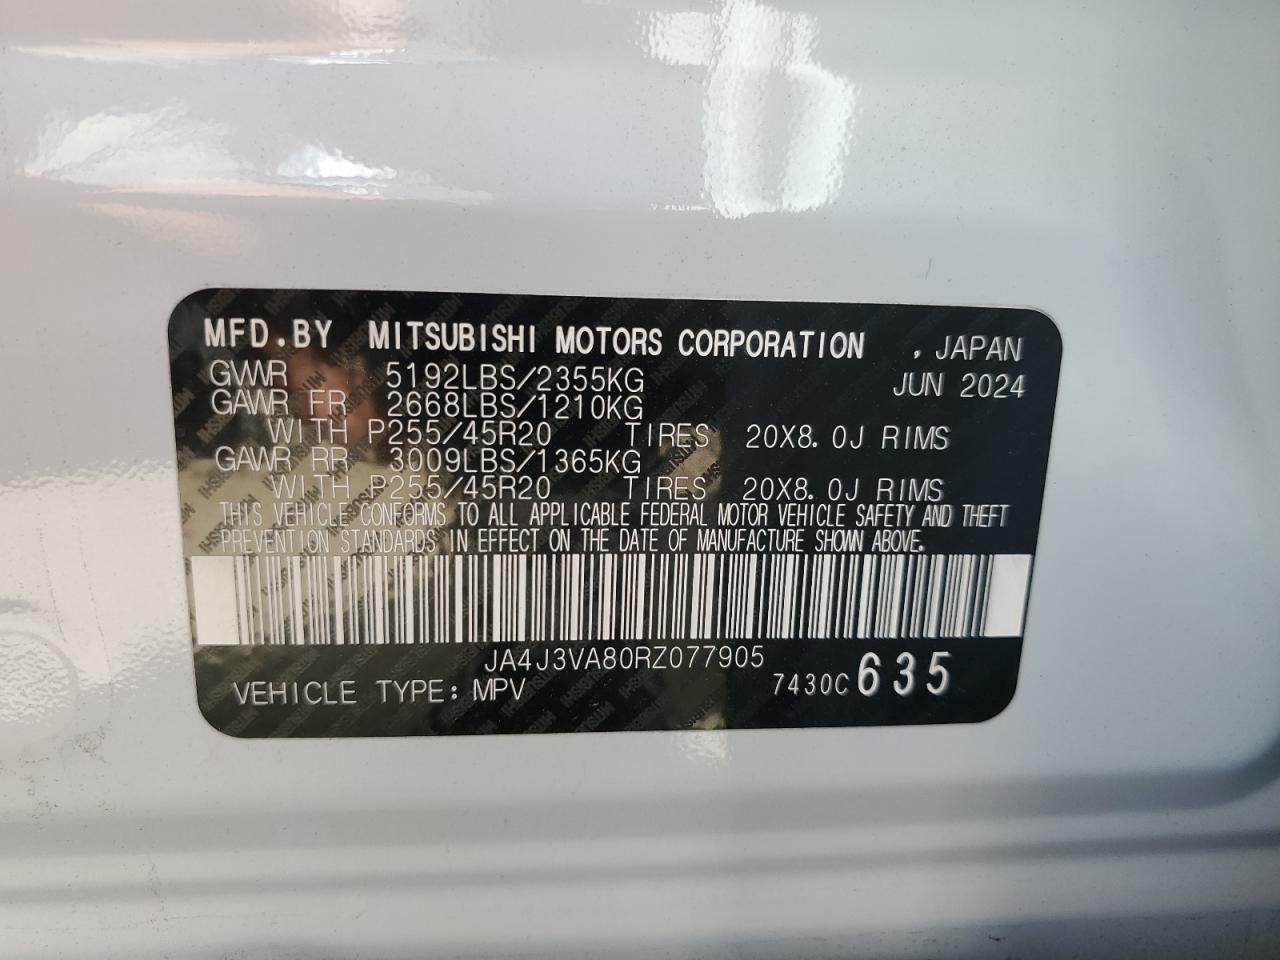 MFD.BY MITSUBISHI MOTORS CORPORATION , JAPAN
GVWR 5192LBS/2355KG JUN 2024
GAWR FR 2668LBS/1210KG
WITH P255/45R20 TIRES 20X8.0J RIMS
GAWR RR 3009LBS/1365KG
WITH P255/45R20 TIRES 20X8.0J RIMS
THIS VEHICLE CONFORMS TO ALL APPLICABLE FEDERAL MOTOR VEHICLE SAFETY AND THEFT
PREVENTION STANDARDS IN EFFECT ON THE DATE OF MANUFACTURE SHOWN ABOVE.
JA4J3VA80RZ077905
VEHICLE TYPE: MPV 7430C 635